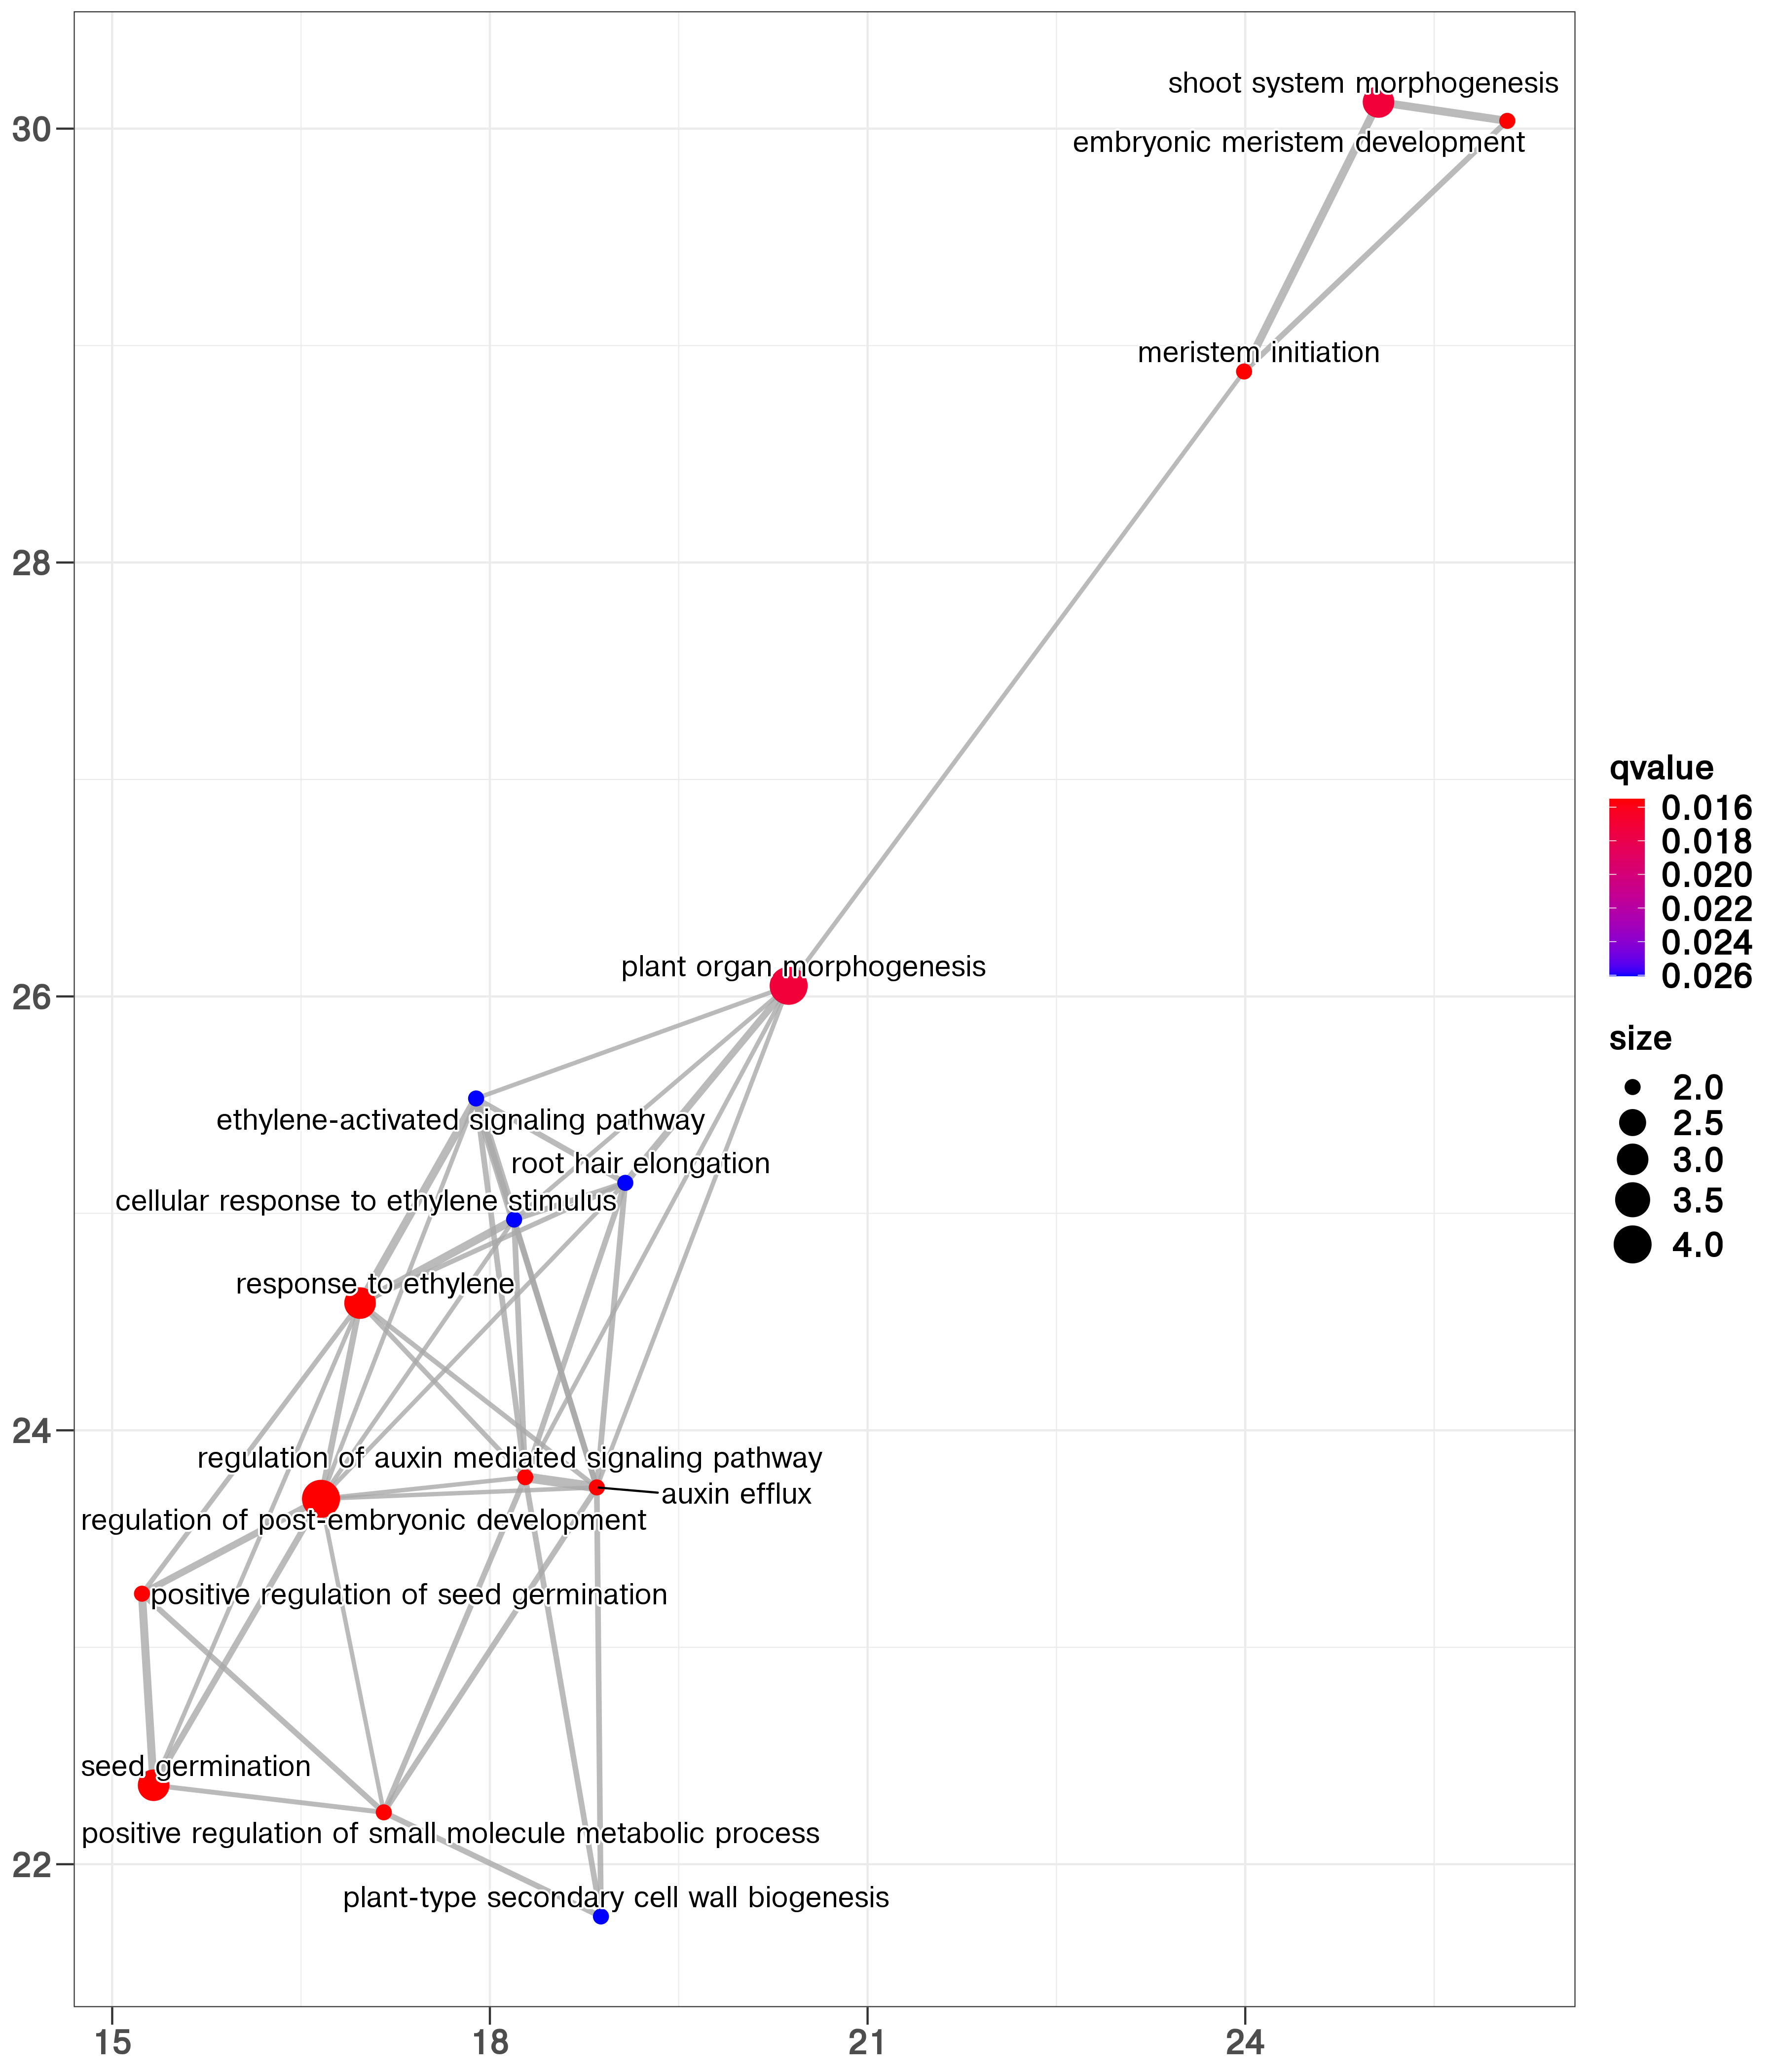 shoot system morphogenesis
embryonic meristem development
meristem initiation
plant organ morphogenesis
ethylene-activated signaling pathway
root hair elongation
cellular response to ethylene stimulus
response to ethylene
regulation of auxin mediated signaling pathway
auxin efflux
regulation of post-embryonic development
positive regulation of seed germination
seed germination
positive regulation of small molecule metabolic process
plant-type secondary cell wall biogenesis
30
28
26
24
22
15 18 21 24
qvalue
0.016
0.018
0.020
0.022
0.024
0.026
size
2.0
2.5
3.0
3.5
4.0